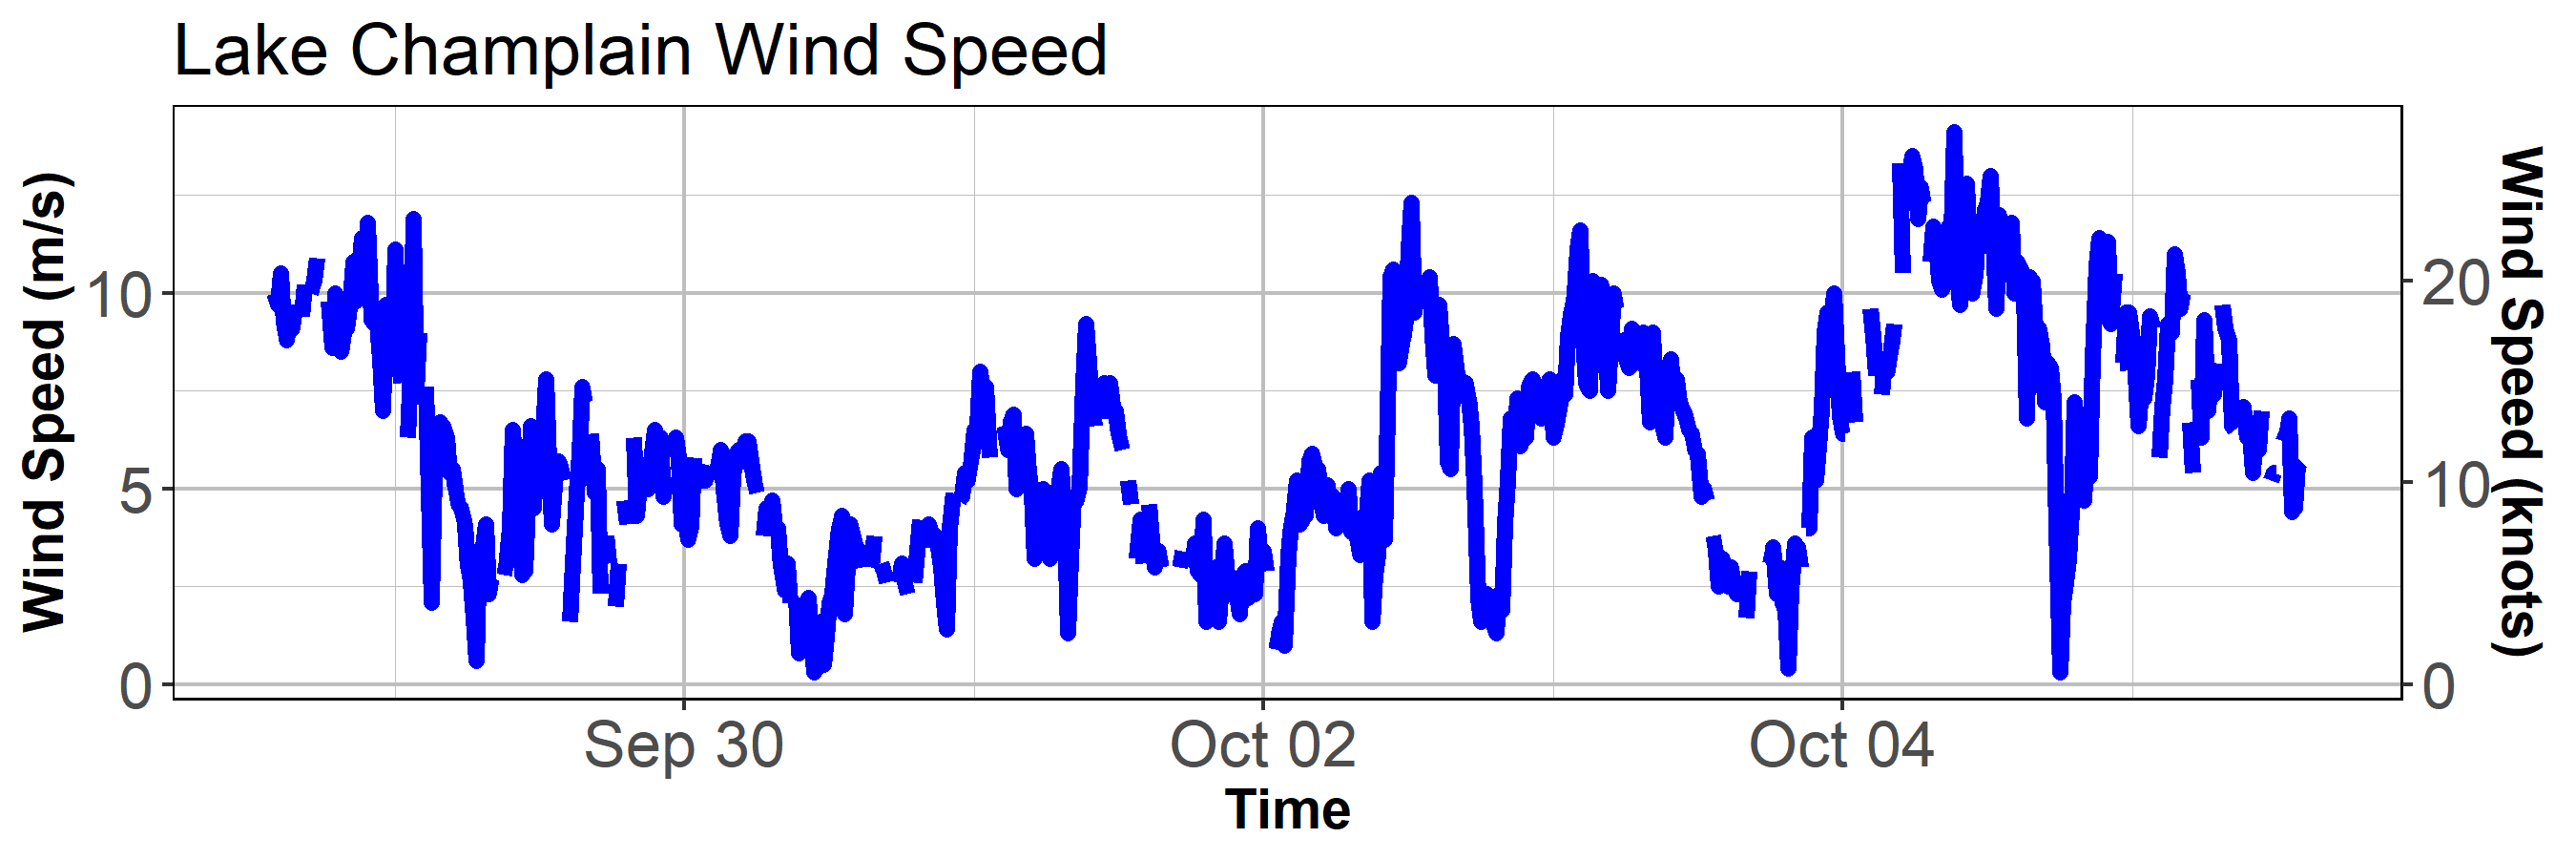 Lake Champlain Wind Speed
Wind Speed (m/s)
10
5
0
20
10
0
Wind Speed (knots)
Sep 30
Oct 02
Oct 04
Time